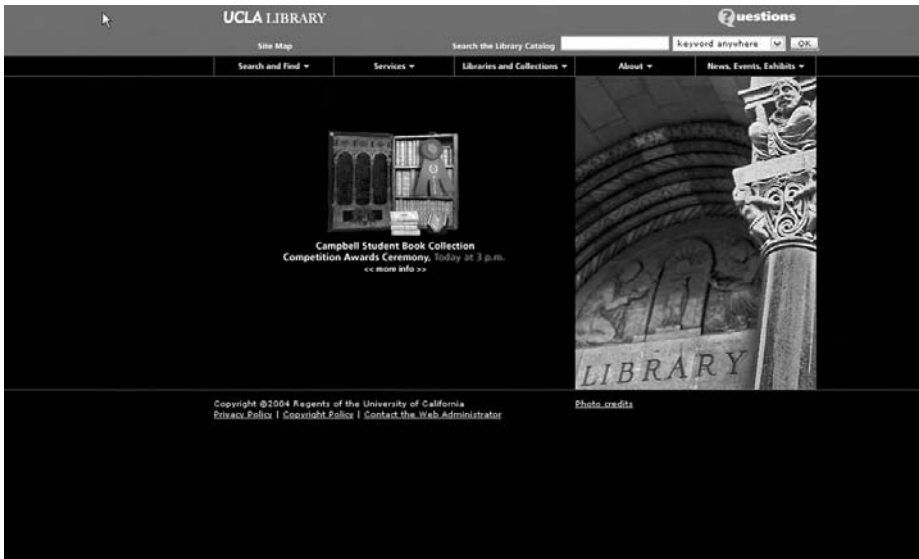 UCLA LIBRARY
Questions
Site Map
Search the Library Catalog
keyword anywhere
OK
Search and Find
Services
Libraries and Collections
About
News, Events, Exhibits
Campbell Student Book Collection
Competition Awards Ceremony, Today at 3 p.m.
<< more info >>
LIBRARY
Copyright ©2004 Regents of the University of California
Photo credits
Privacy Policy | Copyright Policy | Contact the Web Administrator